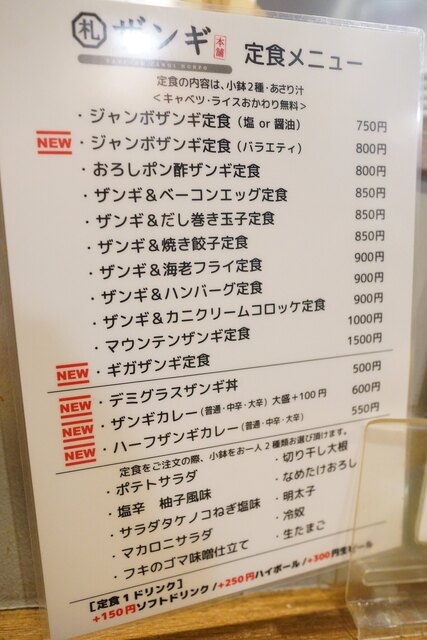 札 ザンギ 本舗 定食メニュー
定食の内容は、小鉢2種・あさり汁
＜キャベツ・ライスおかわり無料＞
・ジャンボザンギ定食（塩 or 醤油） 750円
NEW ・ジャンボザンギ定食（バラエティ） 800円
・おろしポン酢ザンギ定食 800円
・ザンギ＆ベーコンエッグ定食 850円
・ザンギ＆だし巻き玉子定食 850円
・ザンギ＆焼き餃子定食 850円
・ザンギ＆海老フライ定食 900円
・ザンギ＆ハンバーグ定食 900円
・ザンギ＆カニクリームコロッケ定食 900円
・マウンテンザンギ定食 1000円
NEW ・ギガザンギ定食 1500円
NEW ・デミグラスザンギ丼 500円
NEW ・ザンギカレー（普通・中辛・大辛）大盛＋100円 600円
NEW ・ハーフザンギカレー（普通・中辛・大辛） 550円
定食をご注文の際、小鉢をお一人2種類お選び頂けます。
・ポテトサラダ ・切り干し大根
・塩辛 柚子風味 ・なめたけおろし
・サラダタケノコねぎ塩味 ・明太子
・マカロニサラダ ・冷奴
・フキのゴマ味噌仕立て ・生たまご
［定食1ドリンク］
+150円ソフトドリンク/+250円ハイボール/+300円生ビール